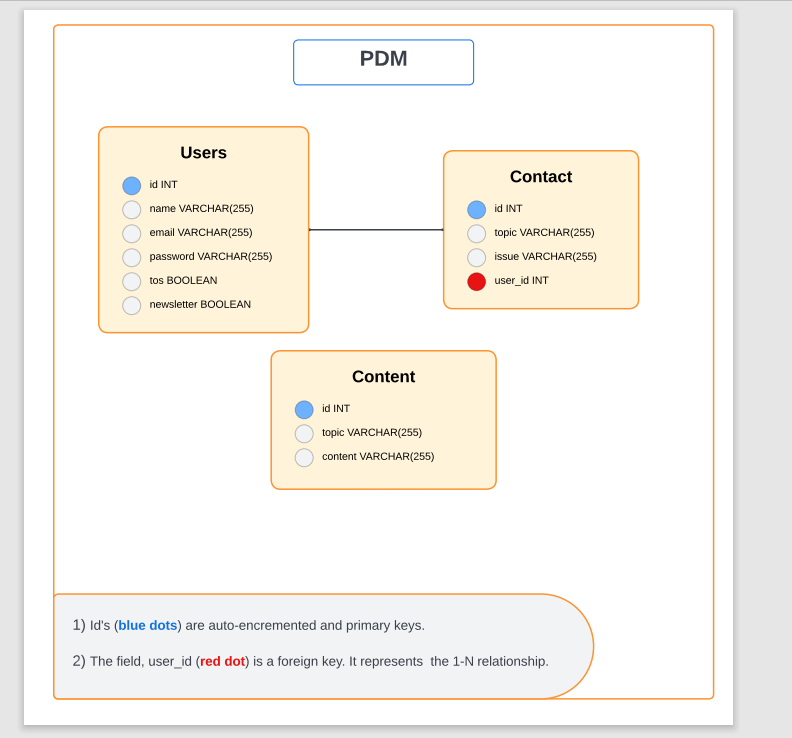 PDM
Users
id INT
name VARCHAR(255)
email VARCHAR(255)
password VARCHAR(255)
tos BOOLEAN
newsletter BOOLEAN
Contact
id INT
topic VARCHAR(255)
issue VARCHAR(255)
user_id INT
Content
id INT
topic VARCHAR(255)
content VARCHAR(255)
1) Id's (blue dots) are auto-encremented and primary keys.
2) The field, user_id (red dot) is a foreign key. It represents  the 1-N relationship.